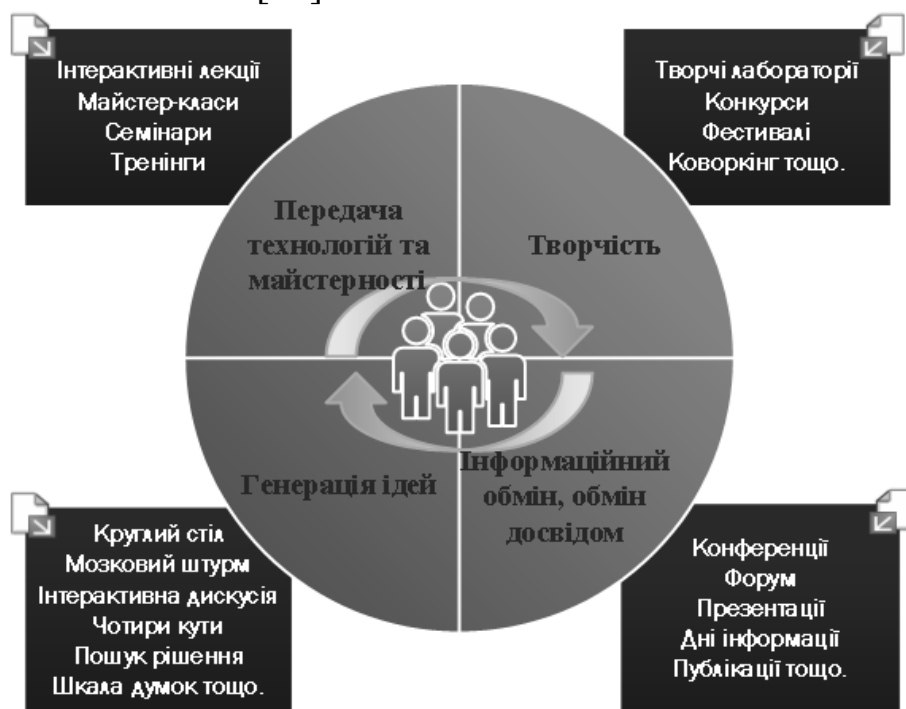 Інтерактивні лекції
Майстер-класи
Семінари
Тренінги
Творчі лабораторії
Конкурси
Фестивалі
Коворкінг тощо.
Передача
технологій та
майстерності
Творчість
Генерація ідей
Інформаційний
обмін, обмін
досвідом
Круглий стіл
Мозковий штурм
Інтерактивна дискусія
Чотири кути
Пошук рішення
Шкала думок тощо.
Конференції
Форум
Презентації
Дні інформації
Публікації тощо.